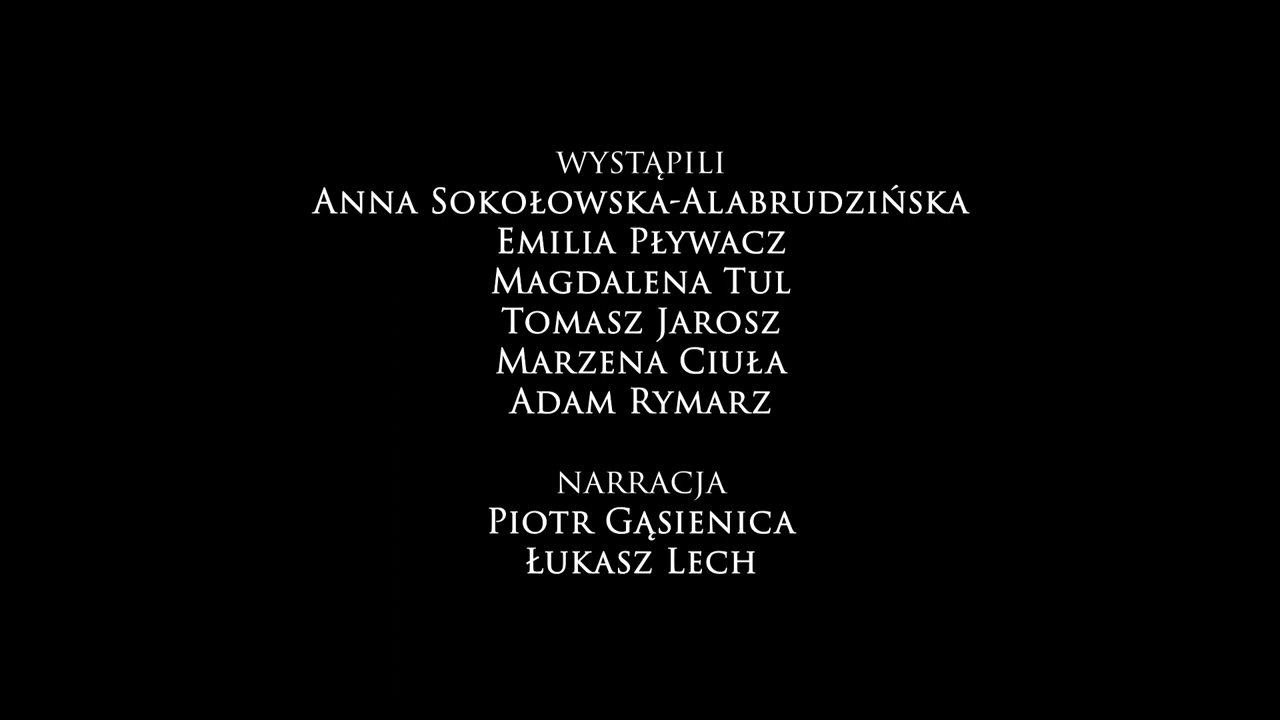 WYSTĄPILI
ANNA SOKOŁOWSKA-ALABRUDZIŃSKA
EMILIA PŁYWACZ
MAGDALENA TUL
TOMASZ JAROSZ
MARZENA CIUŁA
ADAM RYMARZ
NARRACJA
PIOTR GĄSIENICA
ŁUKASZ LECH